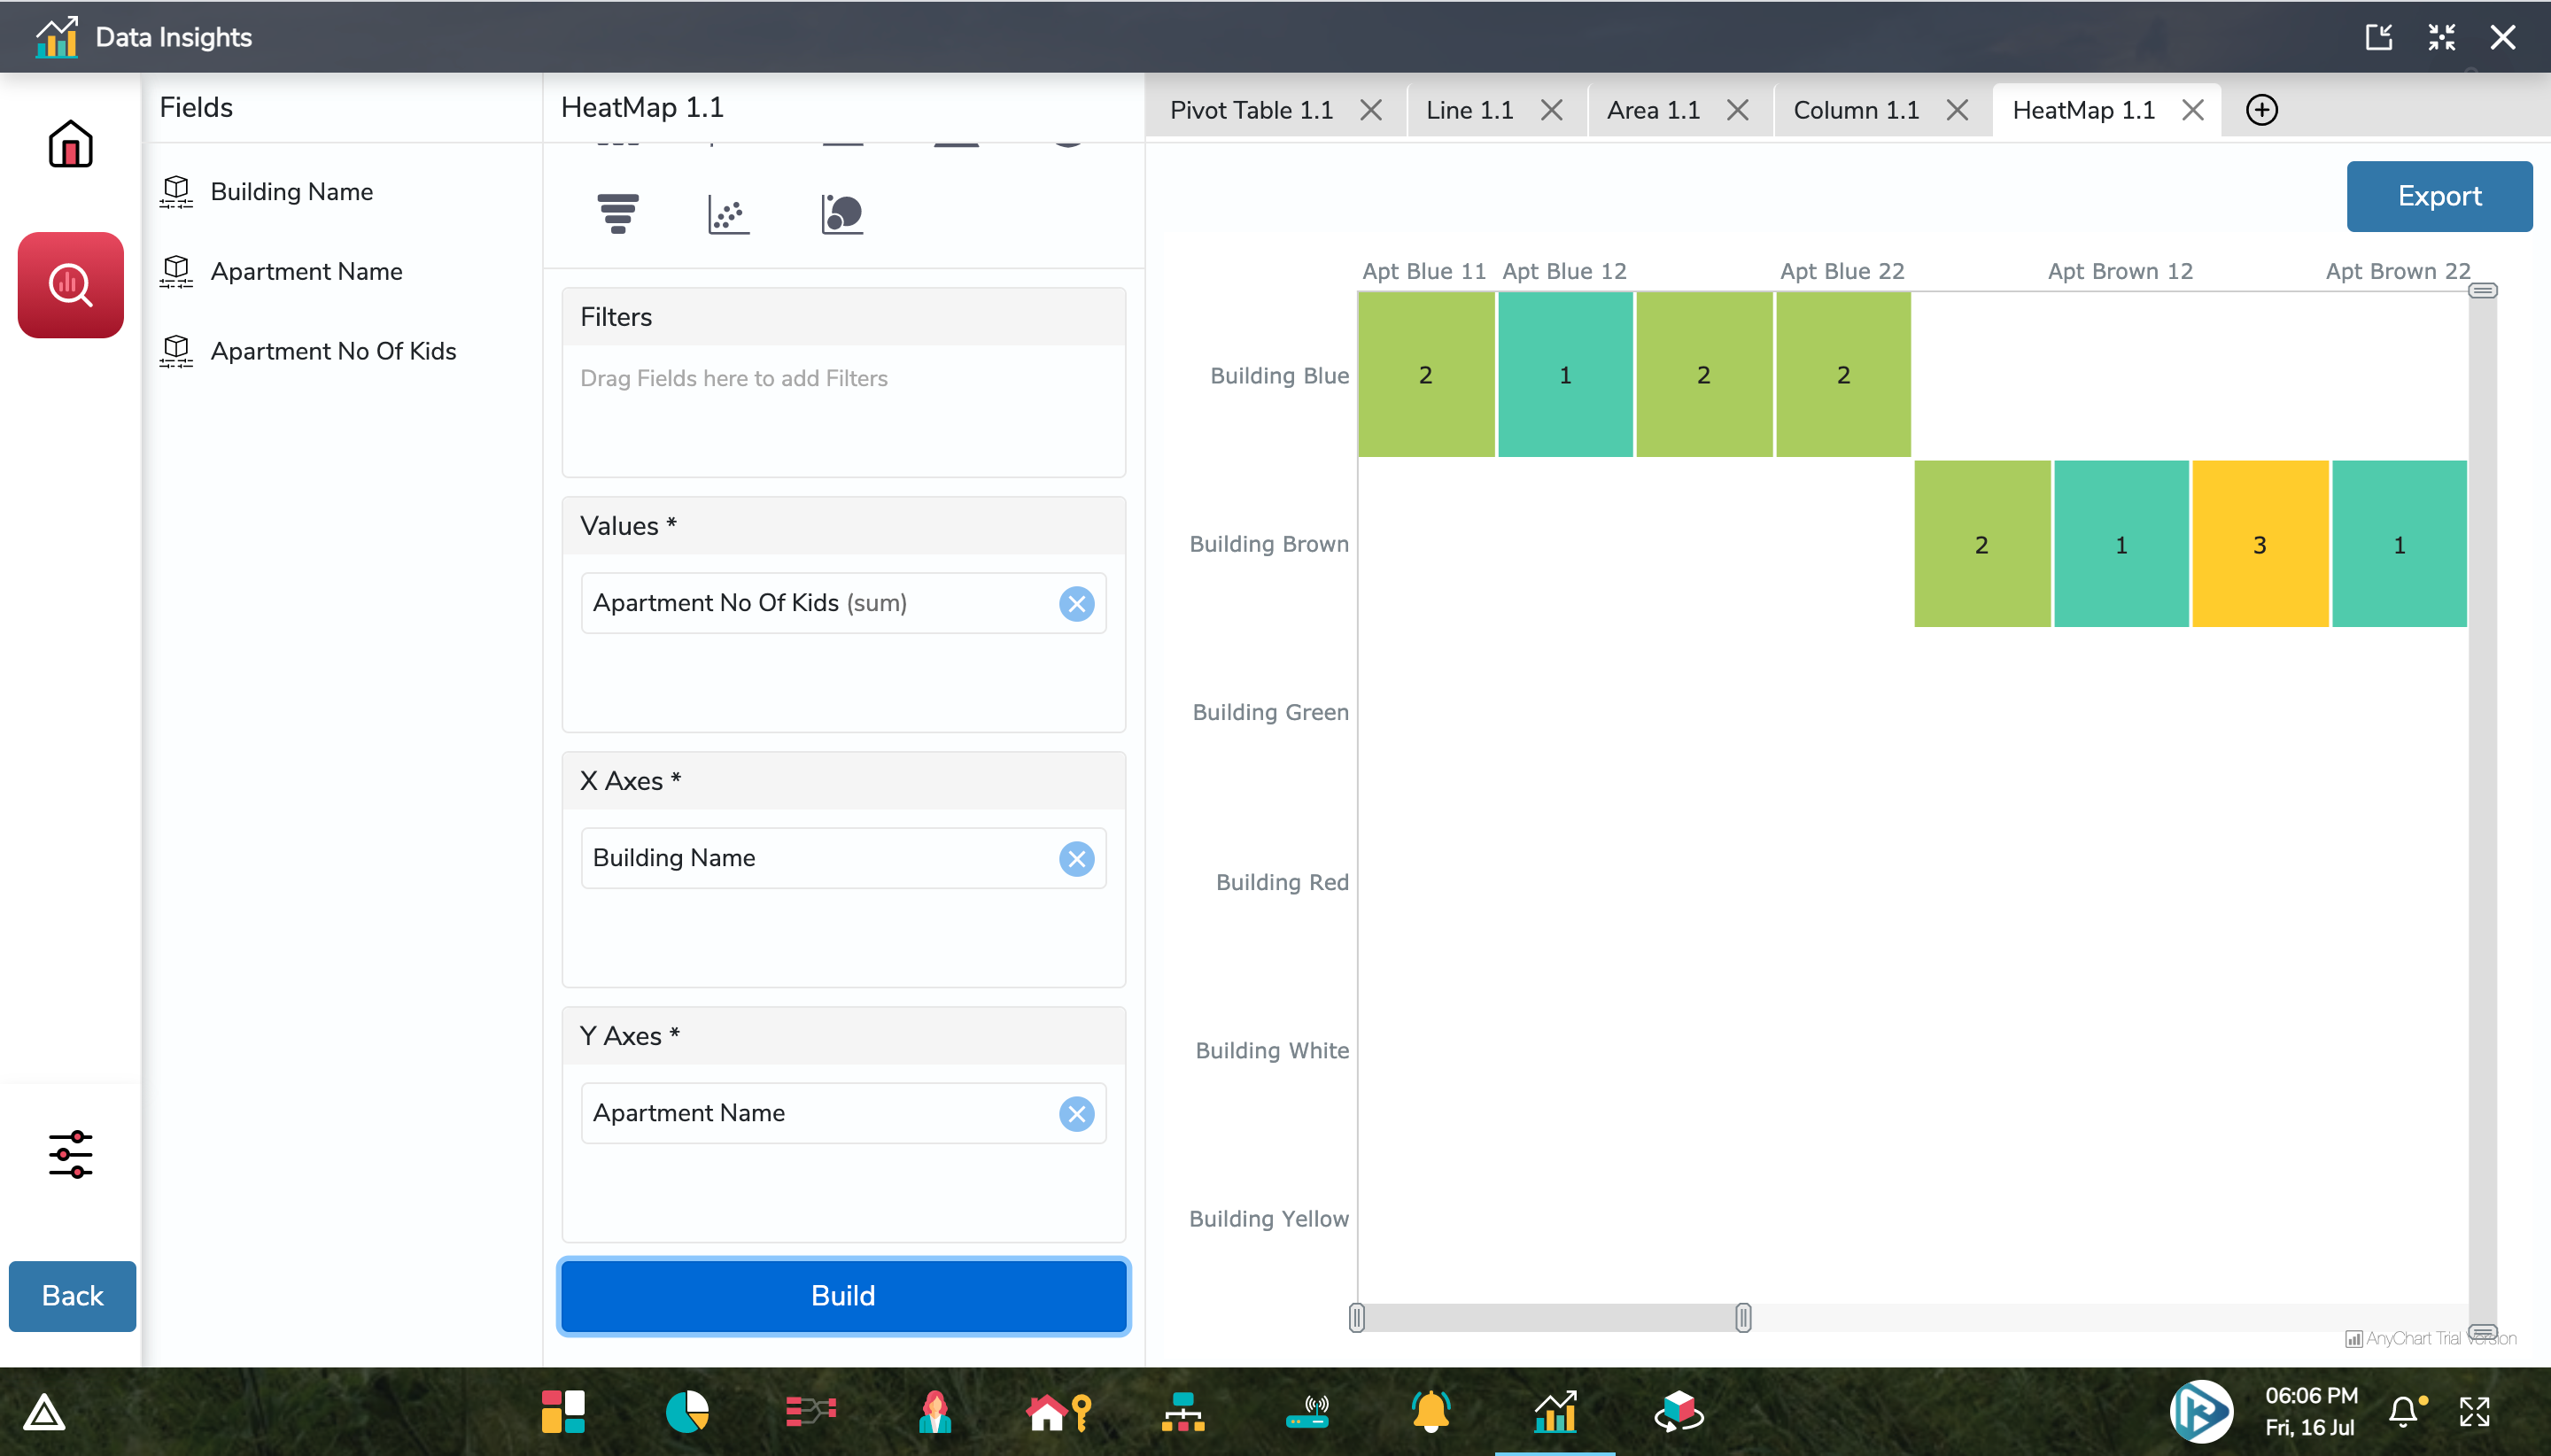 Data Insights
Fields
HeatMap 1.1
Pivot Table 1.1
Line 1.1
Area 1.1
Column 1.1
HeatMap 1.1
Building Name
Apartment Name
Apartment No Of Kids
Export
Filters
Drag Fields here to add Filters
Values *
Apartment No Of Kids (sum)
X Axes *
Building Name
Y Axes *
Apartment Name
Build
Back
Apt Blue 11
Apt Blue 12
Apt Blue 22
Apt Brown 12
Apt Brown 22
Building Blue
2
1
2
2
Building Brown
2
1
3
1
Building Green
Building Red
Building White
Building Yellow
AnyChart Trial Version
06:06 PM
Fri, 16 Jul